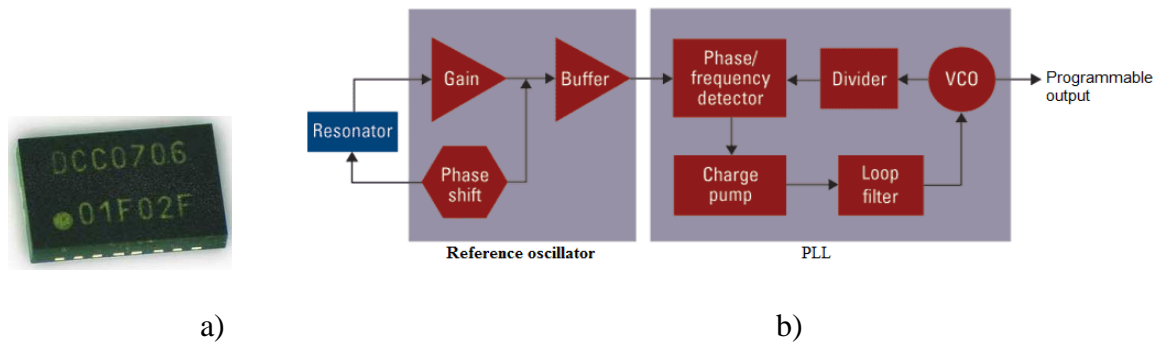 DCC0706
01F02F
Resonator
Gain
Buffer
Phase
shift
Reference oscillator
Phase/
frequency
detector
Divider
VCO
Programmable
output
Charge
pump
Loop
filter
PLL
a)
b)